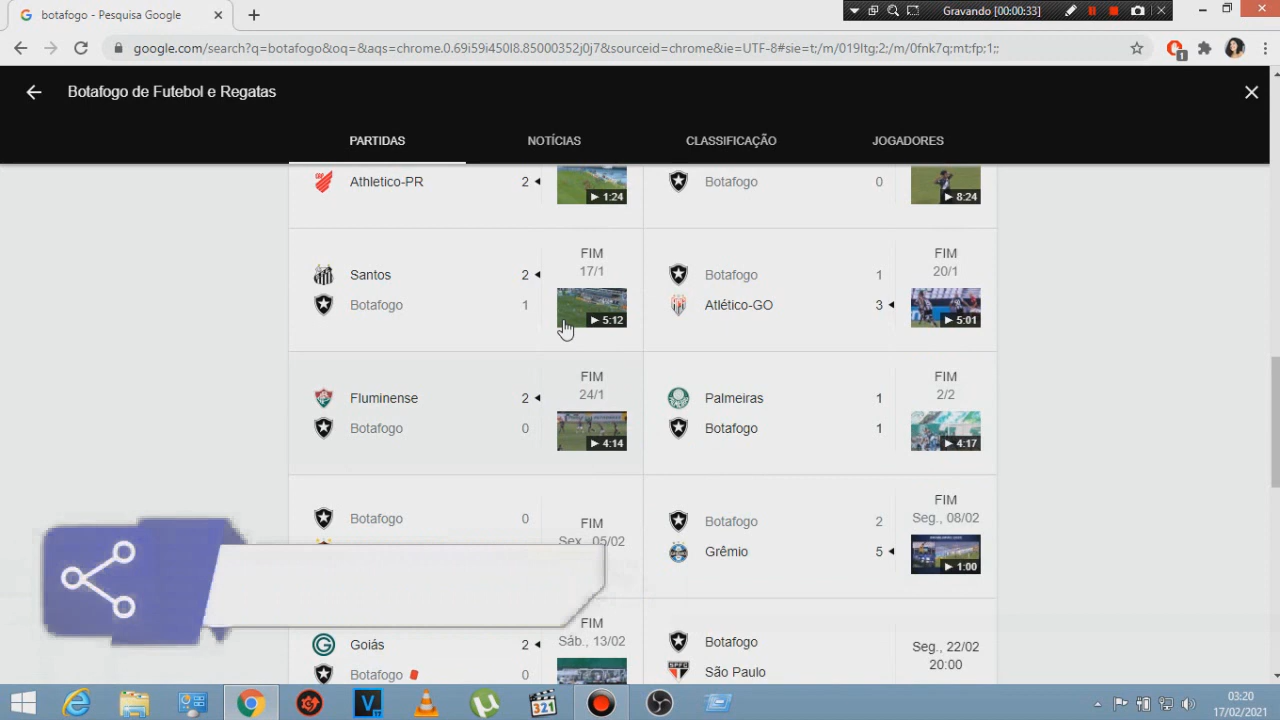 botafogo - Pesquisa Google
Gravando [00:00:33]
google.com/search?q=botafogo&oq=&aqs=chrome.0.69i59i450l8.85000352j0j7&sourceid=chrome&ie=UTF-8#sie=t;/m/019ltg;2;/m/0fnk7q;mt;fp;1;;
1
Botafogo de Futebol e Regatas
PARTIDAS NOTÍCIAS CLASSIFICAÇÃO JOGADORES
Athletico-PR 2
1:24
Botafogo 0
8:24
FIM
17/1
Santos 2
Botafogo 1
5:12
FIM
20/1
Botafogo 1
Atlético-GO 3
5:01
FIM
24/1
Fluminense 2
Botafogo 0
4:14
FIM
2/2
Palmeiras 1
Botafogo 1
4:17
Botafogo 0
FIM
Sex., 05/02
FIM
Seg., 08/02
Botafogo 2
Grêmio 5
1:00
FIM
Sáb., 13/02
Goiás 2
Botafogo 0
Botafogo
São Paulo
Seg., 22/02
20:00
321
03:20
17/02/2021